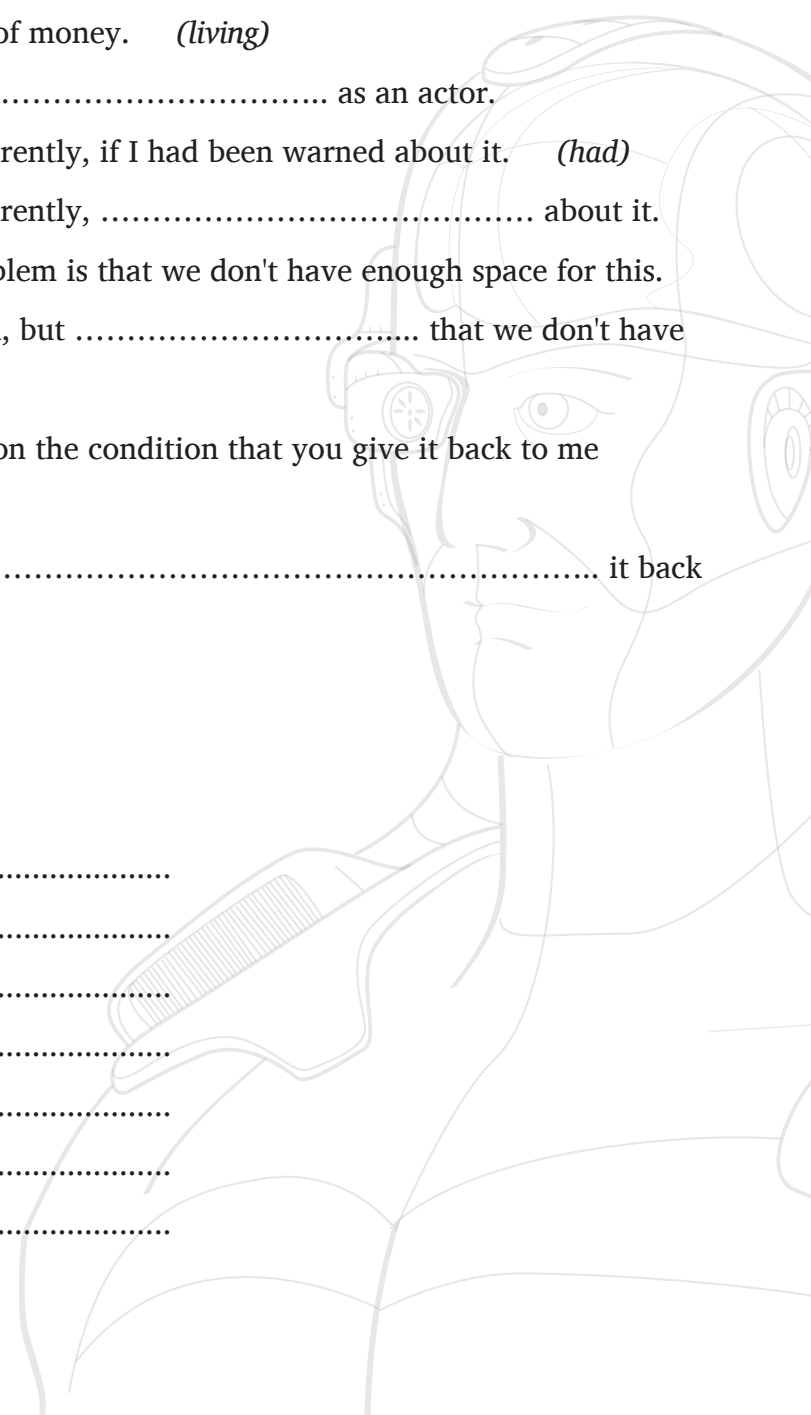 of money. (living)
………………………….. as an actor.
rently, if I had been warned about it. (had)
rently, …………………………………… about it.
blem is that we don't have enough space for this.
, but ………………………….... that we don't have
on the condition that you give it back to me
………………………………………………….. it back
.....................
.....................
.....................
.....................
.....................
.....................
.....................